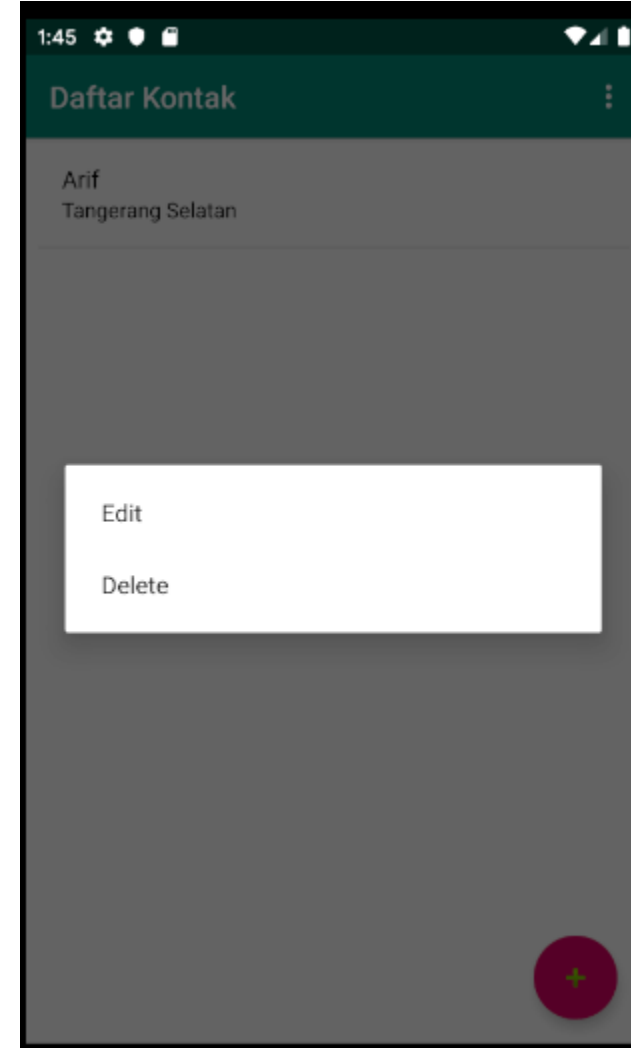 1:45
Daftar Kontak
Arif
Tangerang Selatan
Edit
Delete
+